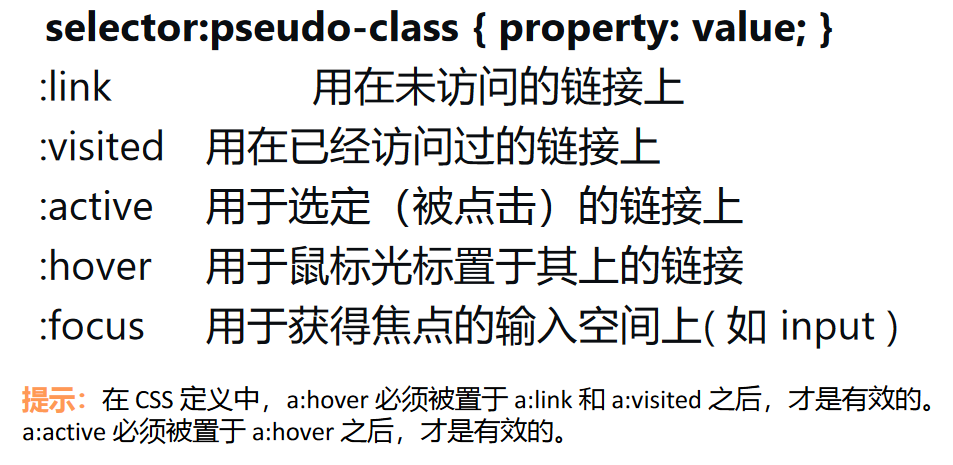 selector:pseudo-class { property: value; }
:link 用在未访问的链接上
:visited 用在已经访问过的链接上
:active 用于选定（被点击）的链接上
:hover 用于鼠标光标置于其上的链接
:focus 用于获得焦点的输入空间上( 如 input )
提示：在 CSS 定义中，a:hover 必须被置于 a:link 和 a:visited 之后，才是有效的。
a:active 必须被置于 a:hover 之后，才是有效的。